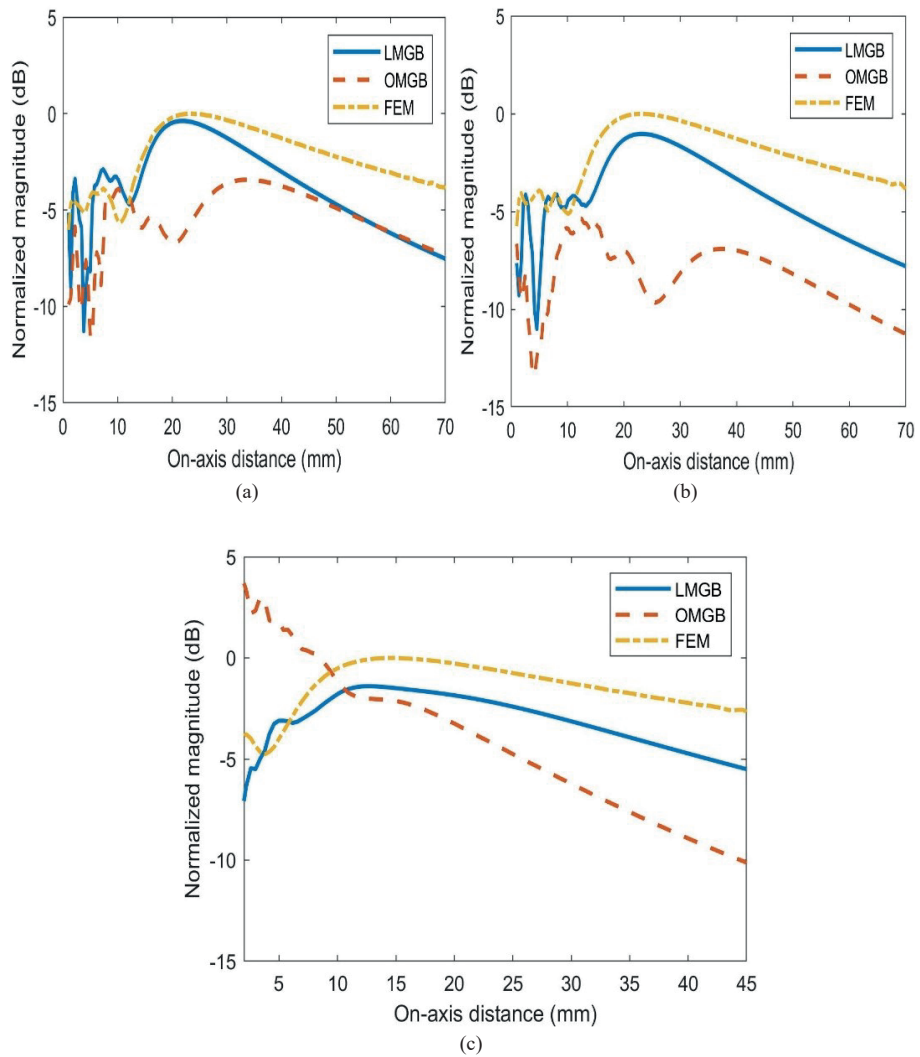 Normalized magnitude (dB)
5
0
-5
-10
-15
LMGB
OMGB
FEM
0 10 20 30 40 50 60 70
On-axis distance (mm)
(a)
Normalized magnitude (dB)
5
0
-5
-10
-15
LMGB
OMGB
FEM
0 10 20 30 40 50 60 70
On-axis distance (mm)
(b)
Normalized magnitude (dB)
5
0
-5
-10
-15
LMGB
OMGB
FEM
5 10 15 20 25 30 35 40 45
On-axis distance (mm)
(c)